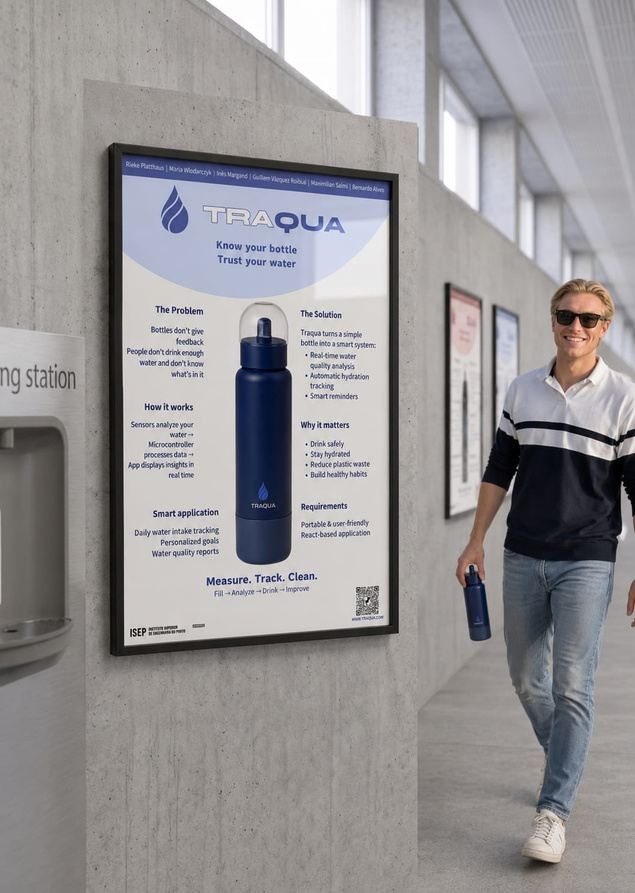 ng station
Rieke Platthaus | Maria Wlodarczyk | Inês Margand | Guillem Vázquez Roibué | Maximilian Saimi | Bernardo Alves
TRAQUA
Know your bottle
Trust your water
The Problem
Bottles don't give
feedback
People don't drink enough
water and don't know
what's in it
How it works
Sensors analyze your
water →
Microcontroller
processes data →
App displays insights in
real time
Smart application
Daily water intake tracking
Personalized goals
Water quality reports
TRAQUA
The Solution
Traqua turns a simple
bottle into a smart system:
• Real-time water
quality analysis
• Automatic hydration
tracking
• Smart reminders
Why it matters
• Drink safely
• Stay hydrated
• Reduce plastic waste
• Build healthy habits
Requirements
Portable & user-friendly
React-based application
Measure. Track. Clean.
Fill → Analyze → Drink → Improve
ISEP INSTITUTO SUPERIOR
DE ENGENHARIA DO PORTO
WWW.TRAQUA.COM